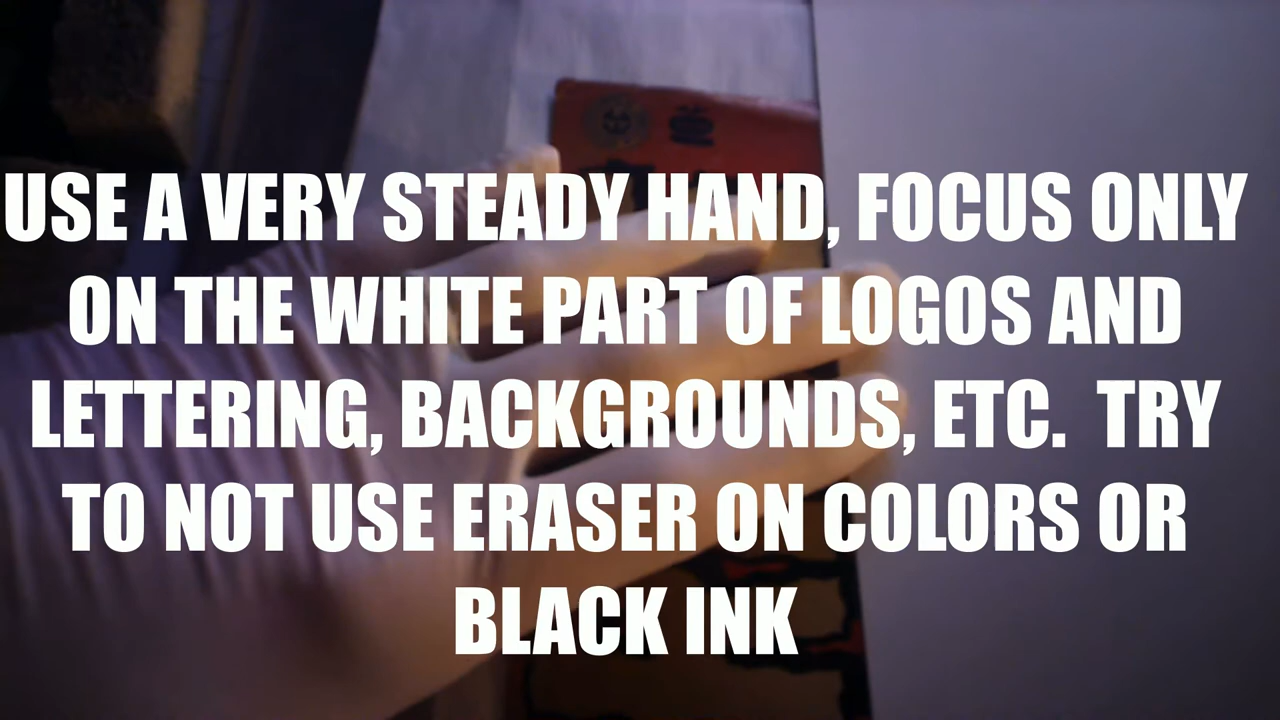 USE A VERY STEADY HAND, FOCUS ONLY
ON THE WHITE PART OF LOGOS AND
LETTERING, BACKGROUNDS, ETC.  TRY
TO NOT USE ERASER ON COLORS OR
BLACK INK